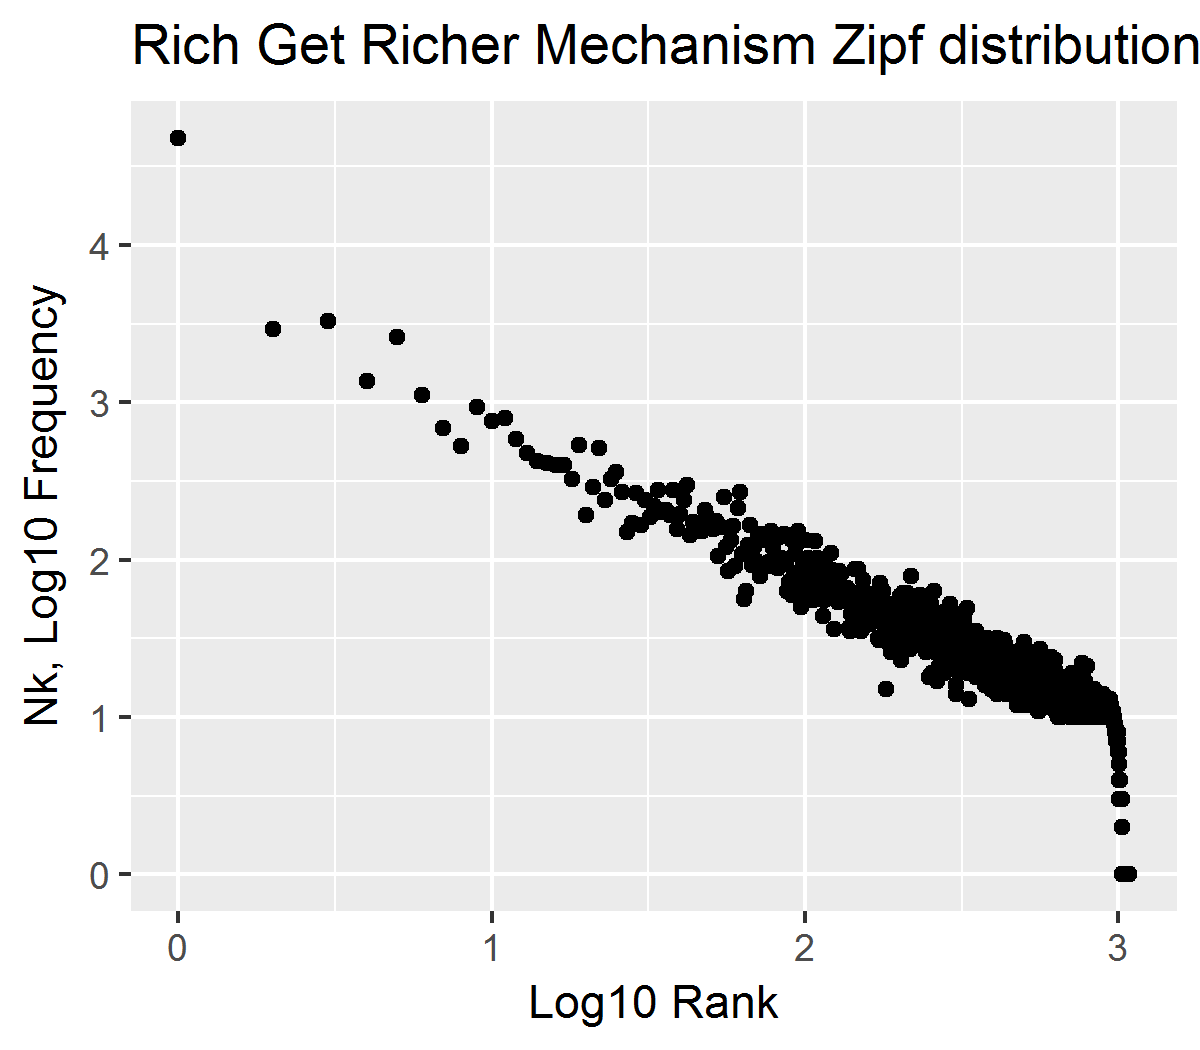 Rich Get Richer Mechanism Zipf distribution
Nk, Log10 Frequency
4
3
2
1
0
0 1 2 3
Log10 Rank